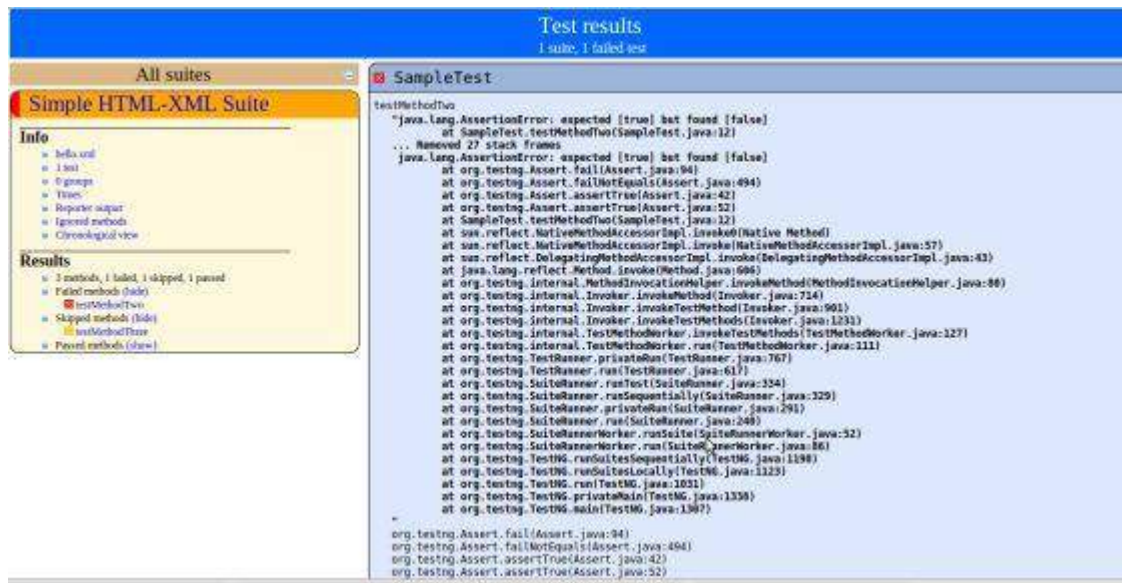 Test results
1 suite, 1 failed test
All suites
Simple HTML-XML Suite
Info
hello.xml
1 test
0 groups
Times
Reporter output
Ignored methods
Chronological view
Results
3 methods, 1 failed, 1 skipped, 1 passed
Failed methods (hide)
testMethodTwo
Skipped methods (hide)
testMethodThree
Passed methods (show)
SampleTest
testMethodTwo
"java.lang.AssertionError: expected [true] but found [false]
at SampleTest.testMethodTwo(SampleTest.java:12)
... Removed 27 stack frames
java.lang.AssertionError: expected [true] but found [false]
at org.testng.Assert.fail(Assert.java:94)
at org.testng.Assert.failNotEquals(Assert.java:494)
at org.testng.Assert.assertTrue(Assert.java:42)
at org.testng.Assert.assertTrue(Assert.java:52)
at SampleTest.testMethodTwo(SampleTest.java:12)
at sun.reflect.NativeMethodAccessorImpl.invoke0(Native Method)
at sun.reflect.NativeMethodAccessorImpl.invoke(NativeMethodAccessorImpl.java:57)
at sun.reflect.DelegatingMethodAccessorImpl.invoke(DelegatingMethodAccessorImpl.java:43)
at java.lang.reflect.Method.invoke(Method.java:606)
at org.testng.internal.MethodInvocationHelper.invokeMethod(MethodInvocationHelper.java:80)
at org.testng.internal.Invoker.invokeMethod(Invoker.java:714)
at org.testng.internal.Invoker.invokeTestMethod(Invoker.java:901)
at org.testng.internal.Invoker.invokeTestMethods(Invoker.java:1231)
at org.testng.internal.TestMethodWorker.invokeTestMethods(TestMethodWorker.java:127)
at org.testng.internal.TestMethodWorker.run(TestMethodWorker.java:111)
at org.testng.TestRunner.privateRun(TestRunner.java:767)
at org.testng.TestRunner.run(TestRunner.java:617)
at org.testng.SuiteRunner.runTest(SuiteRunner.java:334)
at org.testng.SuiteRunner.runSequentially(SuiteRunner.java:329)
at org.testng.SuiteRunner.privateRun(SuiteRunner.java:291)
at org.testng.SuiteRunner.run(SuiteRunner.java:240)
at org.testng.SuiteRunnerWorker.runSuite(SuiteRunnerWorker.java:52)
at org.testng.SuiteRunnerWorker.run(SuiteRunnerWorker.java:86)
at org.testng.TestNG.runSuitesSequentially(TestNG.java:1198)
at org.testng.TestNG.runSuitesLocally(TestNG.java:1123)
at org.testng.TestNG.run(TestNG.java:1031)
at org.testng.TestNG.privateMain(TestNG.java:1338)
at org.testng.TestNG.main(TestNG.java:1307)
"
org.testng.Assert.fail(Assert.java:94)
org.testng.Assert.failNotEquals(Assert.java:494)
org.testng.Assert.assertTrue(Assert.java:42)
org.testng.Assert.assertTrue(Assert.java:52)